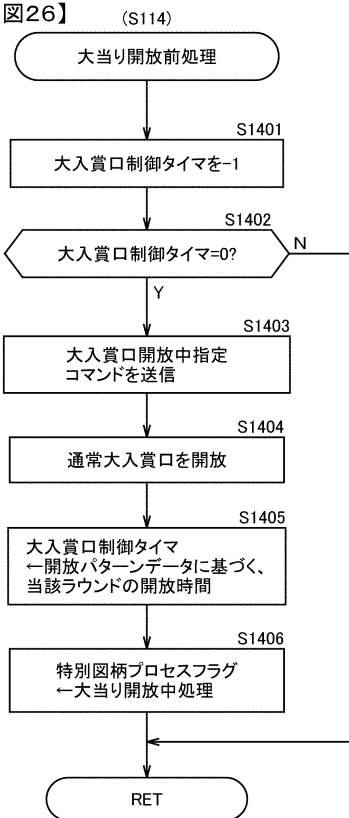 図26】
(S114)
大当り開放前処理
S1401
大入賞口制御タイマを-1
S1402
大入賞口制御タイマ=0?
N
Y
S1403
大入賞口開放中指定
コマンドを送信
S1404
通常大入賞口を開放
S1405
大入賞口制御タイマ
←開放パターンデータに基づく、
当該ラウンドの開放時間
S1406
特別図柄プロセスフラグ
←大当り開放中処理
RET